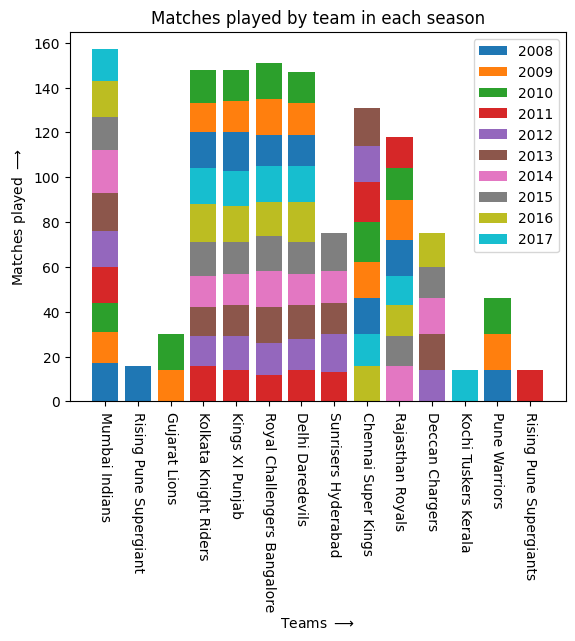 Matches played by team in each season
Matches played ⟶
160
140
120
100
80
60
40
20
0
2008
2009
2010
2011
2012
2013
2014
2015
2016
2017
Mumbai Indians
Rising Pune Supergiant
Gujarat Lions
Kolkata Knight Riders
Kings XI Punjab
Royal Challengers Bangalore
Delhi Daredevils
Sunrisers Hyderabad
Chennai Super Kings
Rajasthan Royals
Deccan Chargers
Kochi Tuskers Kerala
Pune Warriors
Rising Pune Supergiants
Teams ⟶